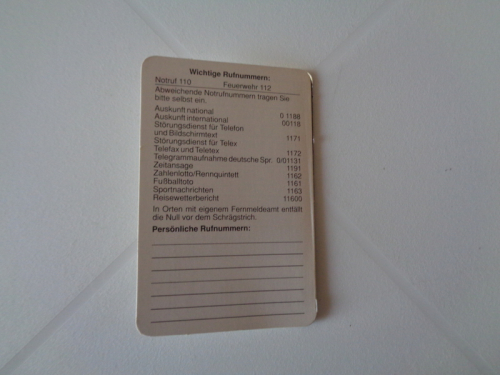 Wichtige Rufnummern:
Notruf 110 Feuerwehr 112
Abweichende Notrufnummern tragen Sie
bitte selbst ein.
Auskunft national 0 1188
Auskunft international 00118
Störungsdienst für Telefon
und Bildschirmtext 1171
Störungsdienst für Telex
Telefax und Teletex 1172
Telegrammaufnahme deutsche Spr. 0/01131
Zeitansage 1191
Zahlenlotto/Rennquintett 1162
Fußballtoto 1161
Sportnachrichten 1163
Reisewetterbericht 11600
In Orten mit eigenem Fernmeldeamt entfällt
die Null vor dem Schrägstrich.
Persönliche Rufnummern: